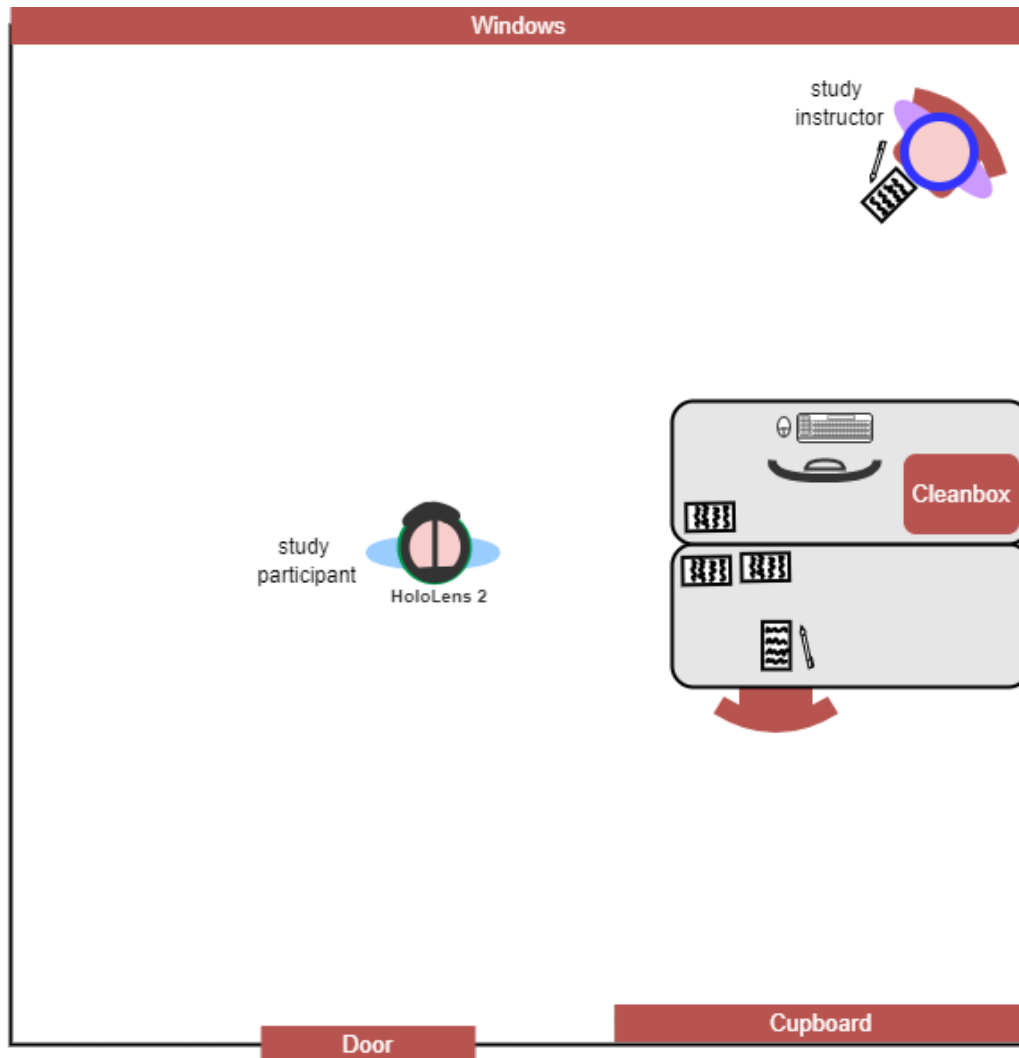 Windows
study
instructor
Cleanbox
study
participant
HoloLens 2
Cupboard
Door